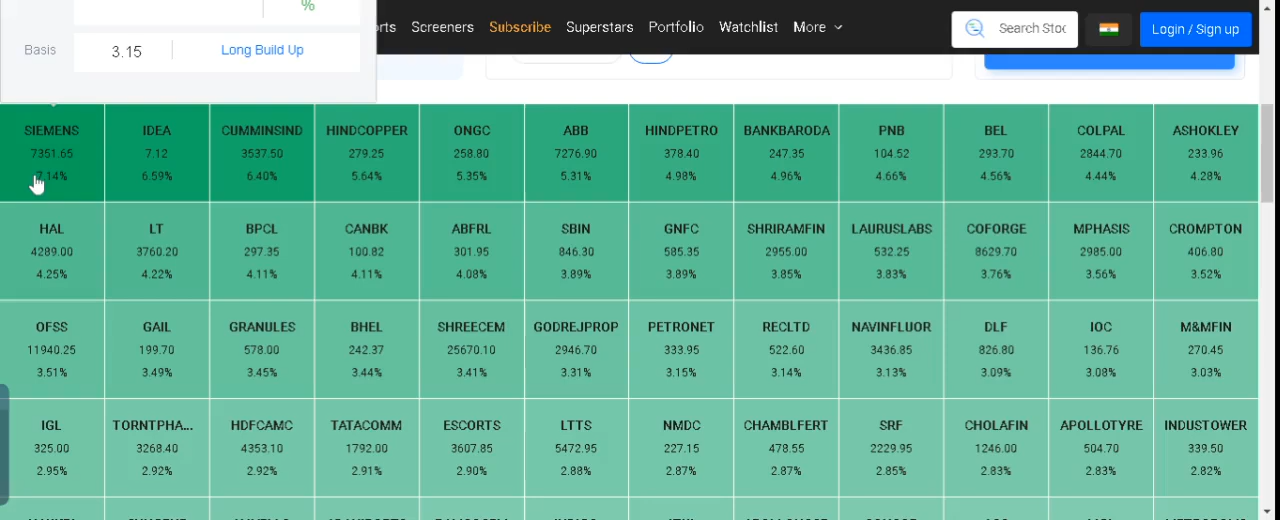 %
Basis 3.15 Long Build Up
Screeners Subscribe Superstars Portfolio Watchlist More Login / Sign up
SIEMENS IDEA CUMMINSIND HINDCOPPER ONGC ABB HINDPETRO BANKBARODA PNB BEL COLPAL ASHOKLEY
7351.65 7.12 3537.50 279.25 258.80 7276.90 378.40 247.35 104.52 293.70 2844.70 233.96
7.14% 6.59% 6.40% 5.64% 5.35% 5.31% 4.98% 4.96% 4.66% 4.56% 4.44% 4.28%
HAL LT BPCL CANBK ABFRL SBIN GNFC SHRIRAMFIN LAURUSLABS COFORGE MPHASIS CROMPTON
4289.00 3760.20 297.35 100.82 301.95 846.30 585.35 2955.00 532.25 8629.70 2985.00 406.80
4.25% 4.22% 4.11% 4.11% 4.08% 3.89% 3.89% 3.85% 3.83% 3.76% 3.56% 3.52%
OFSS GAIL GRANULES BHEL SHREECEM GODREJPROP PETRONET RECLTD NAVINFLUOR DLF IOC M&MFIN
11940.25 199.70 578.00 242.37 25670.10 2946.70 333.95 522.60 3436.85 826.80 136.76 270.45
3.51% 3.49% 3.45% 3.44% 3.41% 3.31% 3.15% 3.14% 3.13% 3.09% 3.08% 3.03%
IGL TORNTPHA... HDFCAMC TATACOMM ESCORTS LTTS NMDC CHAMBLFERT SRF CHOLAFIN APOLLOTYRE INDUSTOWER
325.00 3268.40 4353.10 1792.00 3607.85 5472.95 227.15 478.55 2229.95 1246.00 504.70 339.50
2.95% 2.92% 2.92% 2.91% 2.90% 2.88% 2.87% 2.87% 2.85% 2.83% 2.83% 2.82%